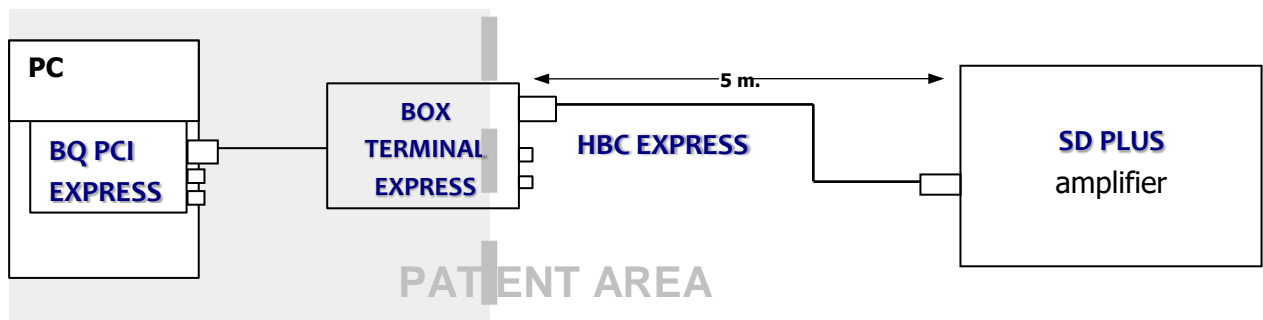 PC
BQ PCI
EXPRESS
BOX
TERMINAL
EXPRESS
5 m.
HBC EXPRESS
SD PLUS
amplifier
PATIENT AREA